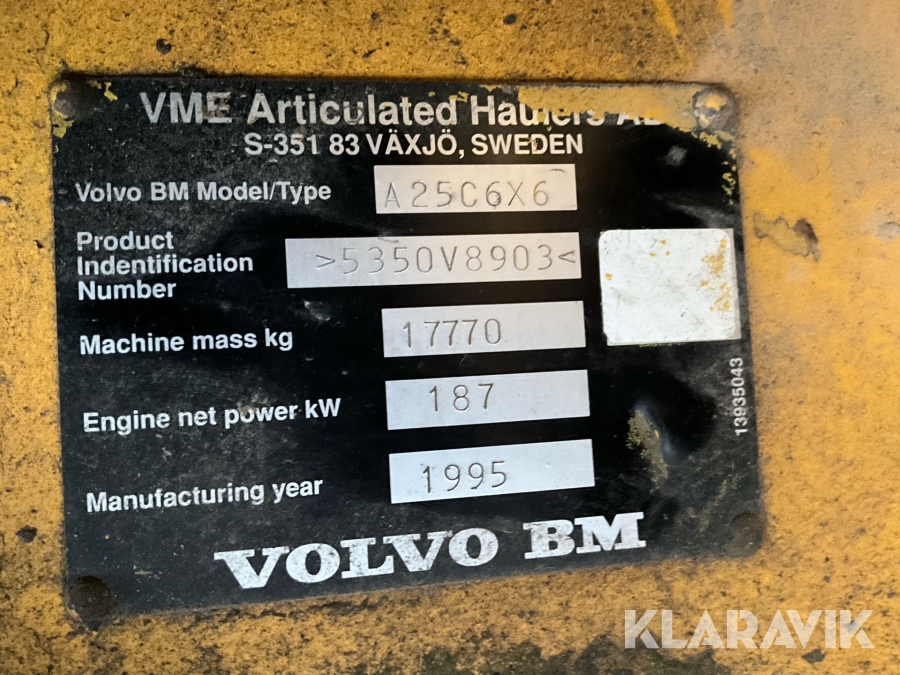 VME Articulated Haulers AB
S-351 83 VÄXJÖ, SWEDEN
Volvo BM Model/Type A25C6X6
Product
Indentification >5350V8903<
Number
Machine mass kg 17770
Engine net power kW 187
Manufacturing year 1995
13935043
VOLVO BM
KLARAVIK